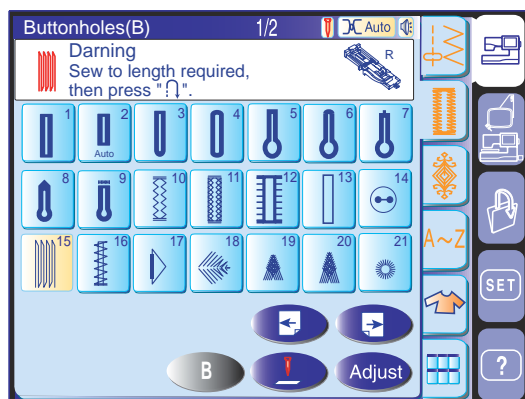 Buttonholes(B) 1/2 Auto
Darning R
Sew to length required,
then press " ".
1 2 3 4 5 6 7
Auto
8 9 10 11 12 13 14
15 16 17 18 19 20 21
A~Z
SET
B Adjust ?